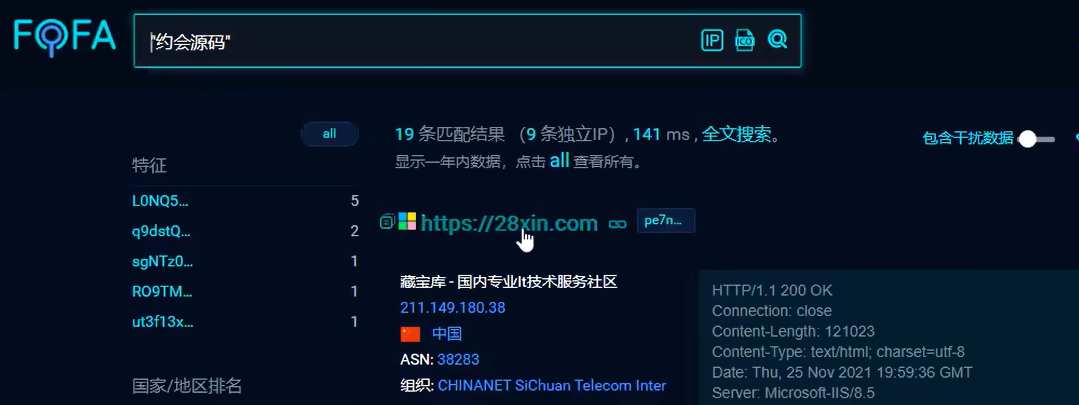 FOFA
"约会源码"
IP
ICO
all
19 条匹配结果 （9 条独立IP）, 141 ms , 全文搜索。
包含干扰数据
显示一年内数据，点击 all 查看所有。
特征
L0NQ5... 5
q9dstQ... 2
sgNTz0... 1
RO9TM... 1
ut3f13x... 1
国家/地区排名
https://28xin.com
pe7n...
藏宝库 - 国内专业It技术服务社区
211.149.180.38
中国
ASN: 38283
组织: CHINANET SiChuan Telecom Inter
HTTP/1.1 200 OK
Connection: close
Content-Length: 121023
Content-Type: text/html; charset=utf-8
Date: Thu, 25 Nov 2021 19:59:36 GMT
Server: Microsoft-IIS/8.5